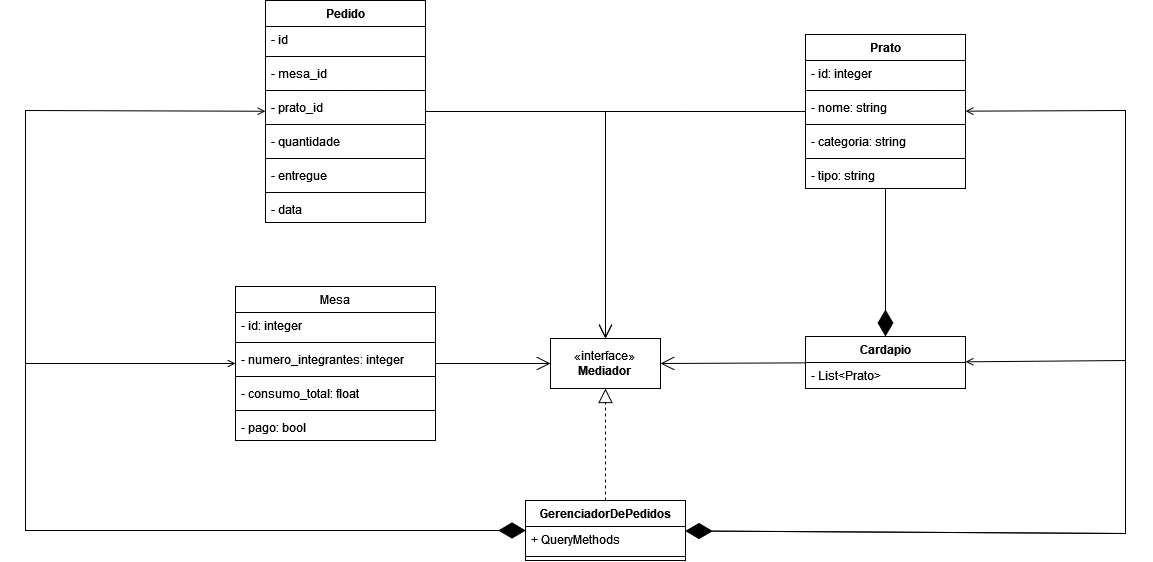 Pedido
- id
- mesa_id
- prato_id
- quantidade
- entregue
- data
Prato
- id: integer
- nome: string
- categoria: string
- tipo: string
Mesa
- id: integer
- numero_integrantes: integer
- consumo_total: float
- pago: bool
«interface»
Mediador
Cardapio
- List<Prato>
GerenciadorDePedidos
+ QueryMethods